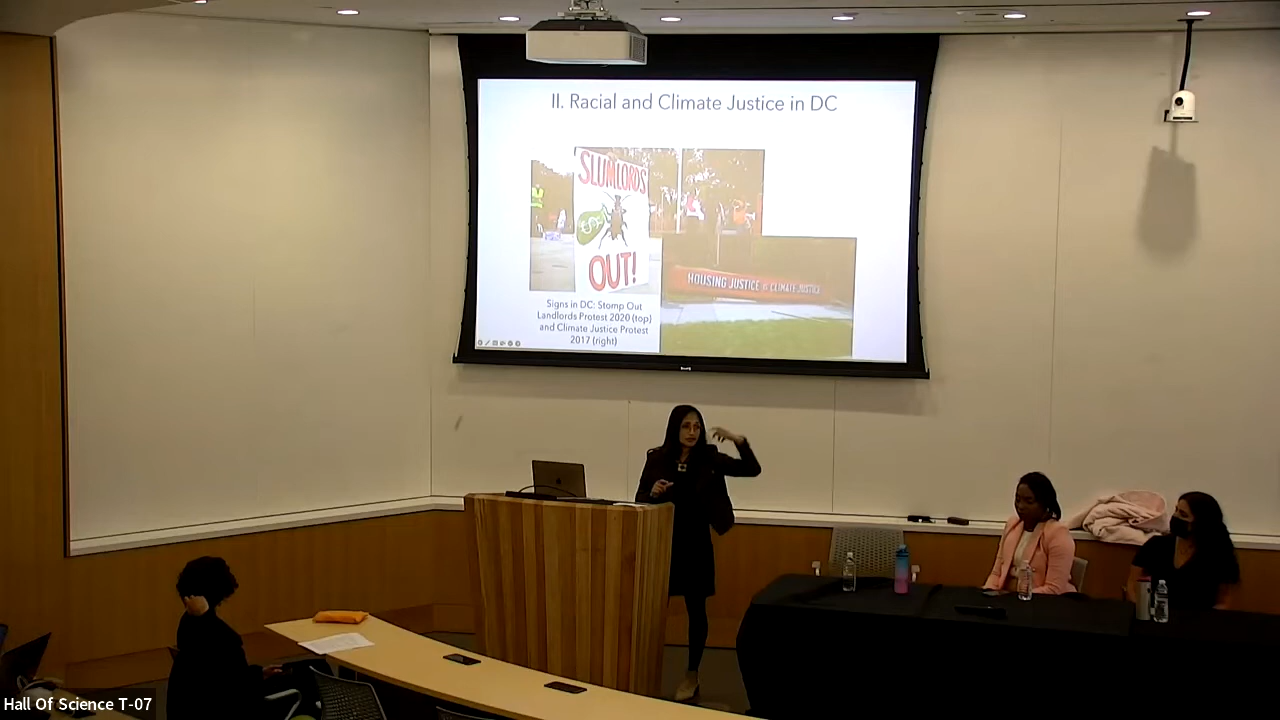 II. Racial and Climate Justice in DC
SLUMLORDS
OUT!
HOUSING JUSTICE IS CLIMATE JUSTICE
Signs in DC: Stomp Out
Landlords Protest 2020 (top)
and Climate Justice Protest
2017 (right)
Hall Of Science T-07